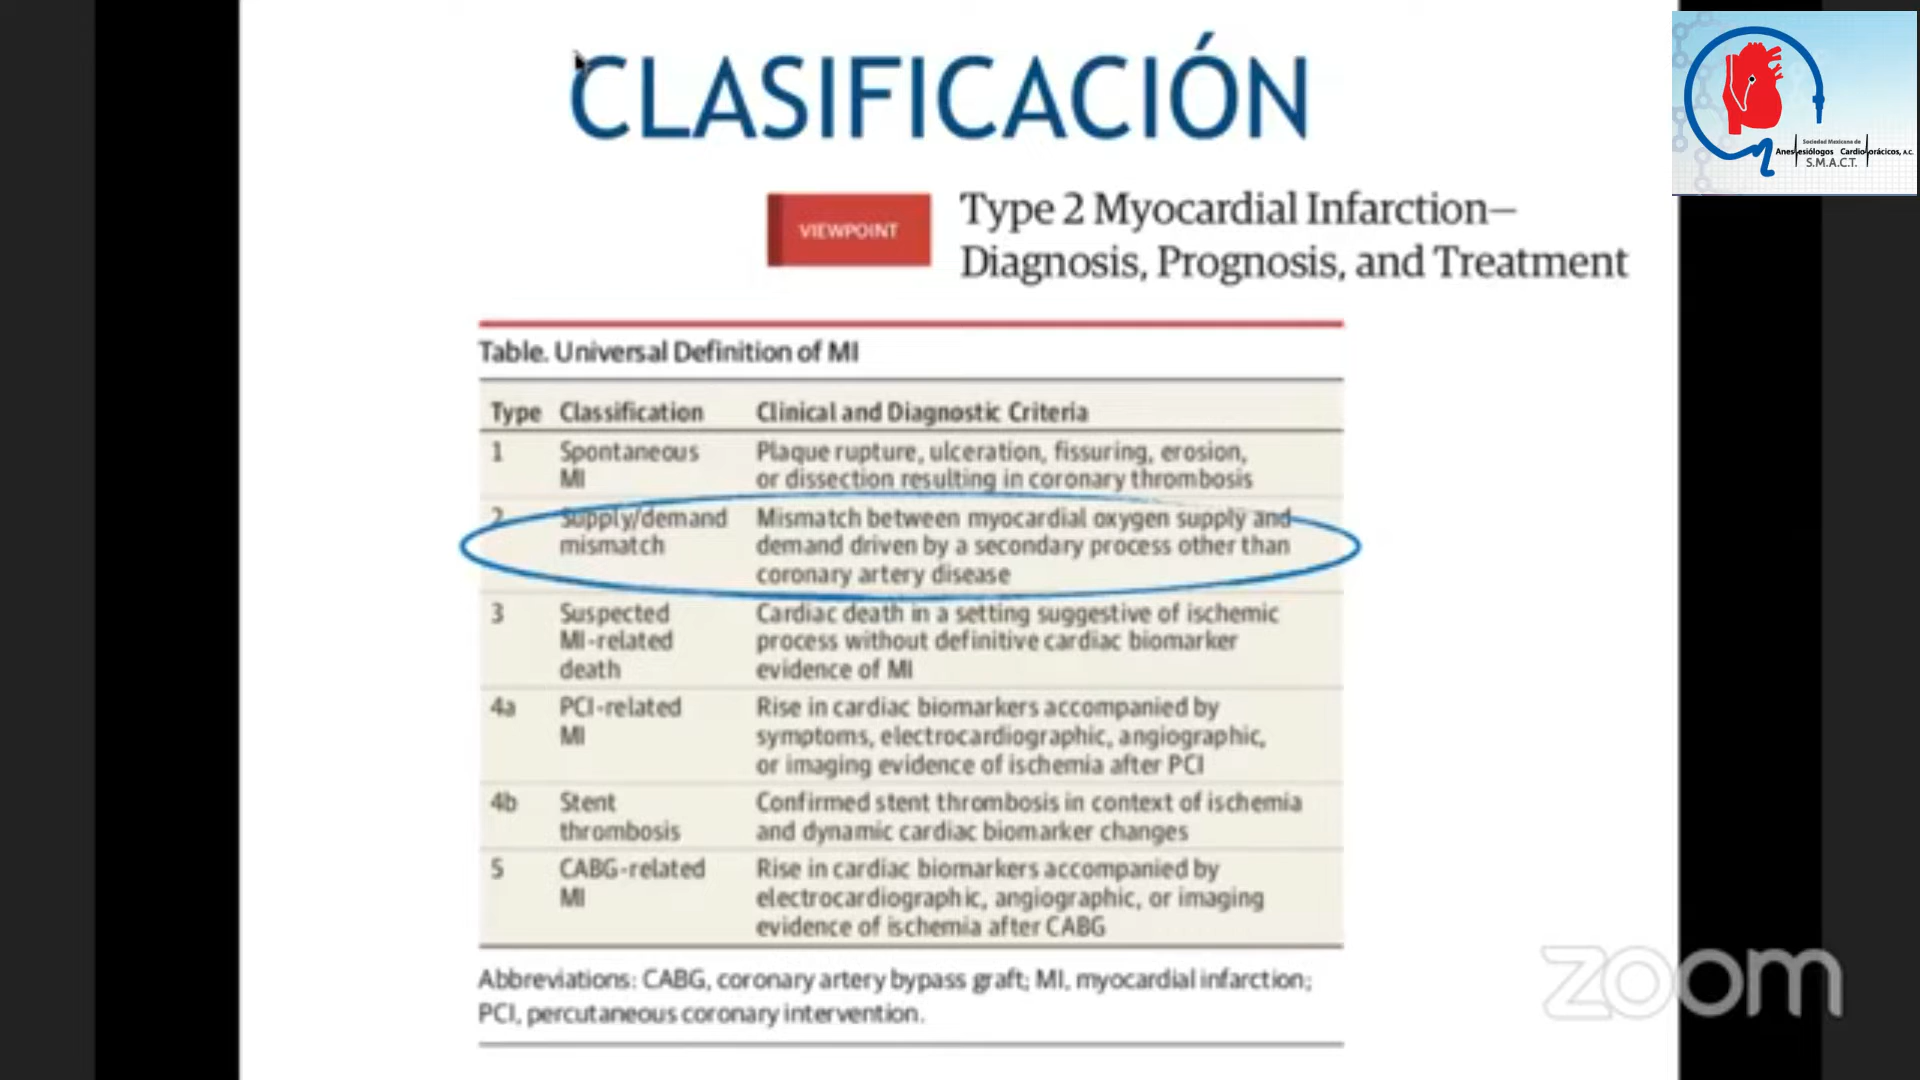 CLASIFICACIÓN
Sociedad Mexicana de
Anestesiólogos Cardiotorácicos, A.C.
S.M.A.C.T.
VIEWPOINT
Type 2 Myocardial Infarction—
Diagnosis, Prognosis, and Treatment
Table. Universal Definition of MI
Type Classification Clinical and Diagnostic Criteria
1 Spontaneous Plaque rupture, ulceration, fissuring, erosion,
MI or dissection resulting in coronary thrombosis
2 Supply/demand Mismatch between myocardial oxygen supply and
mismatch demand driven by a secondary process other than
coronary artery disease
3 Suspected Cardiac death in a setting suggestive of ischemic
MI-related process without definitive cardiac biomarker
death evidence of MI
4a PCI-related Rise in cardiac biomarkers accompanied by
MI symptoms, electrocardiographic, angiographic,
or imaging evidence of ischemia after PCI
4b Stent Confirmed stent thrombosis in context of ischemia
thrombosis and dynamic cardiac biomarker changes
5 CABG-related Rise in cardiac biomarkers accompanied by
MI electrocardiographic, angiographic, or imaging
evidence of ischemia after CABG
Abbreviations: CABG, coronary artery bypass graft; MI, myocardial infarction;
PCI, percutaneous coronary intervention.
zoom